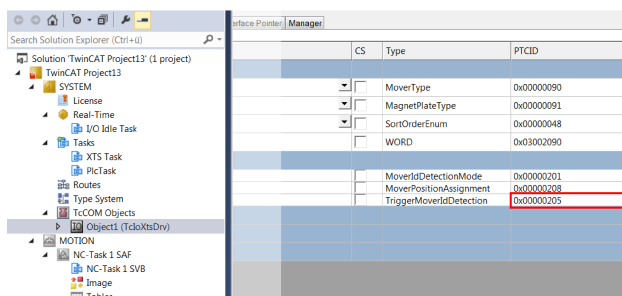 erface Pointer Manager
Search Solution Explorer (Ctrl+ü)
Solution 'TwinCAT Project13' (1 project)
TwinCAT Project13
SYSTEM
License
Real-Time
I/O Idle Task
Tasks
XTS Task
PlcTask
Routes
Type System
TcCOM Objects
Object1 (TcIoXtsDrv)
MOTION
NC-Task 1 SAF
NC-Task 1 SVB
Image
Tables
CS Type PTCID
MoverType 0x00000090
MagnetPlateType 0x00000091
SortOrderEnum 0x00000048
WORD 0x03002090
MoverIdDetectionMode 0x00000201
MoverPositionAssignment 0x00000208
TriggerMoverIdDetection 0x00000205